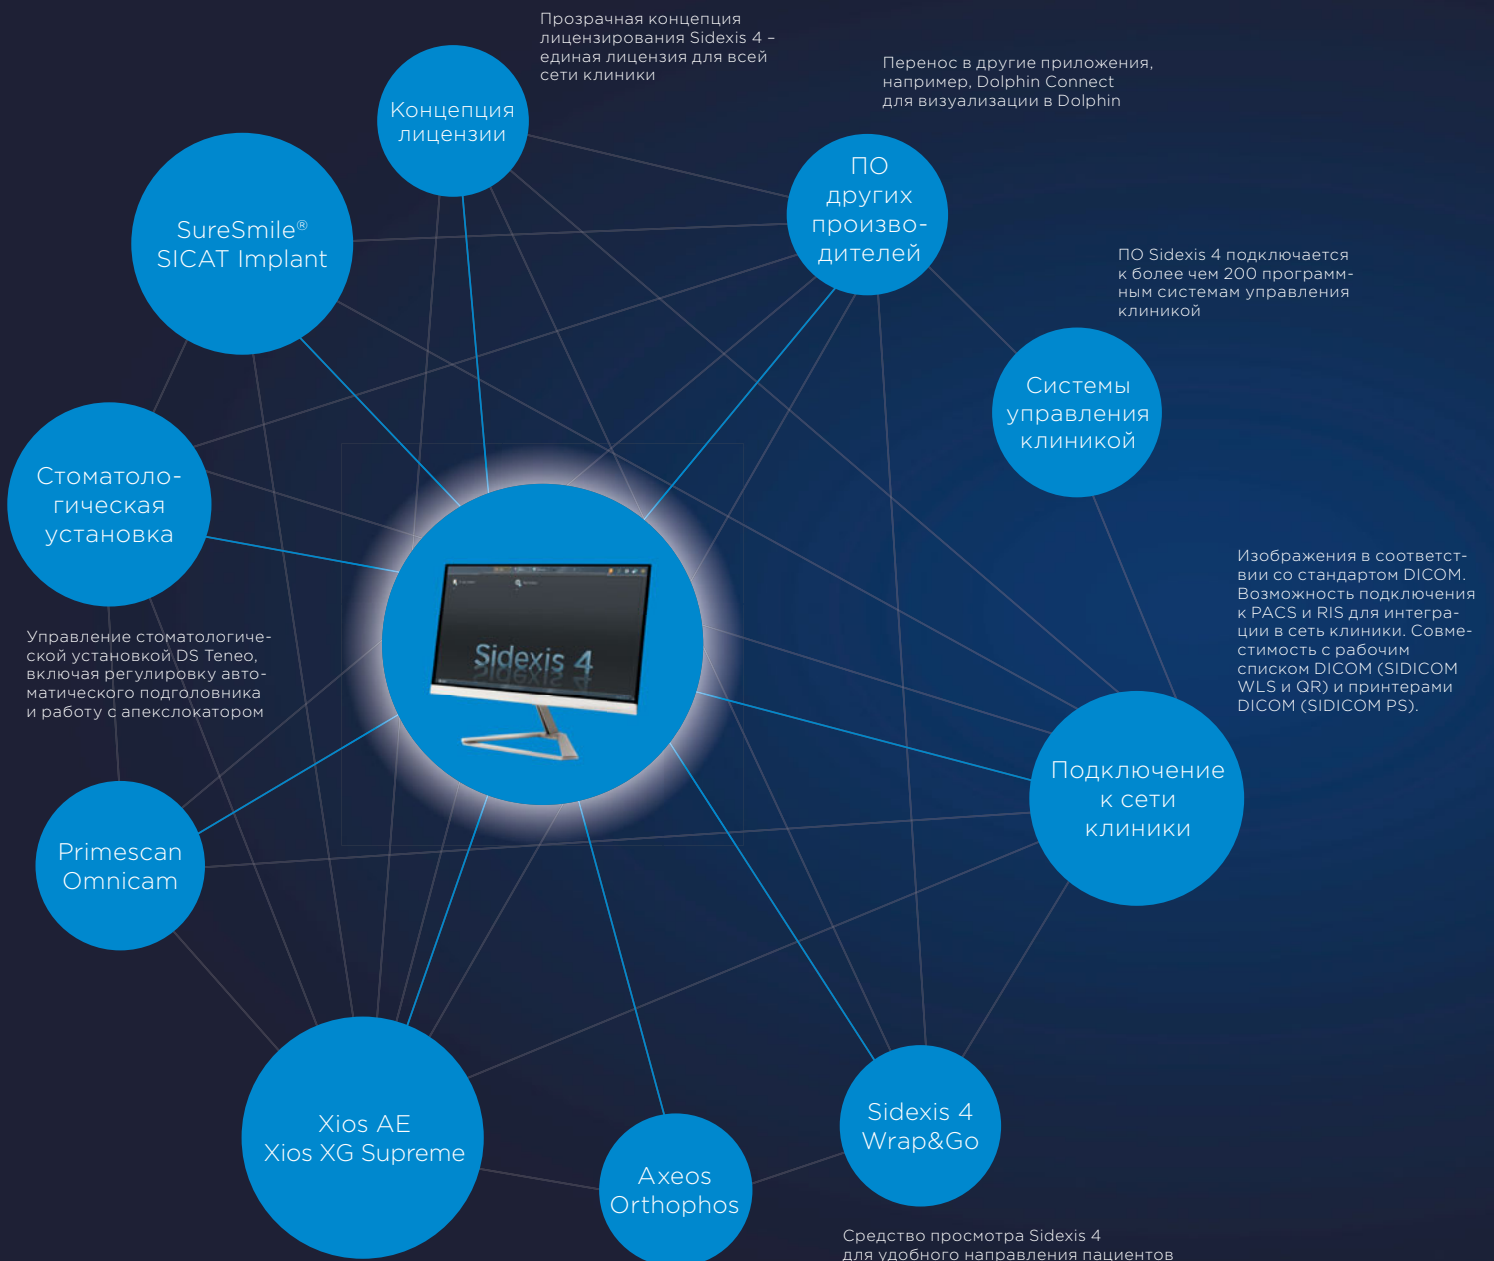 Прозрачная концепция
лицензирования Sidexis 4 –
единая лицензия для всей
сети клиники
Концепция
лицензии
Перенос в другие приложения,
например, Dolphin Connect
для визуализации в Dolphin
ПО
других
произво-
дителей
SureSmile®
SICAT Implant
ПО Sidexis 4 подключается
к более чем 200 программ-
ным системам управления
клиникой
Системы
управления
клиникой
Стоматоло-
гическая
установка
Управление стоматологиче-
ской установкой DS Teneo,
включая регулировку авто-
матического подголовника
и работу с апекслокатором
Sidexis 4
Изображения в соответст-
вии со стандартом DICOM.
Возможность подключения
к PACS и RIS для интегра-
ции в сеть клиники. Совме-
стимость с рабочим
списком DICOM (SIDICOM
WLS и QR) и принтерами
DICOM (SIDICOM PS).
Подключение
к сети
клиники
Primescan
Omnicam
Xios AE
Xios XG Supreme
Axeos
Orthophos
Sidexis 4
Wrap&Go
Средство просмотра Sidexis 4
для удобного направления пациентов